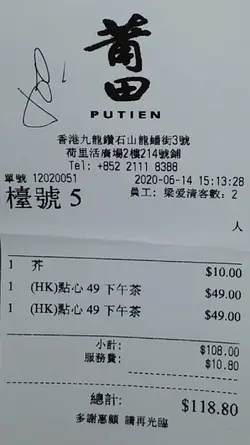 莆田
PUTIEN
香港九龍鑽石山龍蟠街3號
荷里活廣場2樓214號鋪
Tel: +852 2111 8388
單號 12020051 2020-06-14 15:13:28
檯號 5 員工: 梁爱清客數: 2
人
1 芥 $10.00
1 (HK)點心 49 下午茶 $49.00
1 (HK)點心 49 下午茶 $49.00
小計: $108.00
服務費: $10.80
總計: $118.80
多謝惠顧 請再光臨